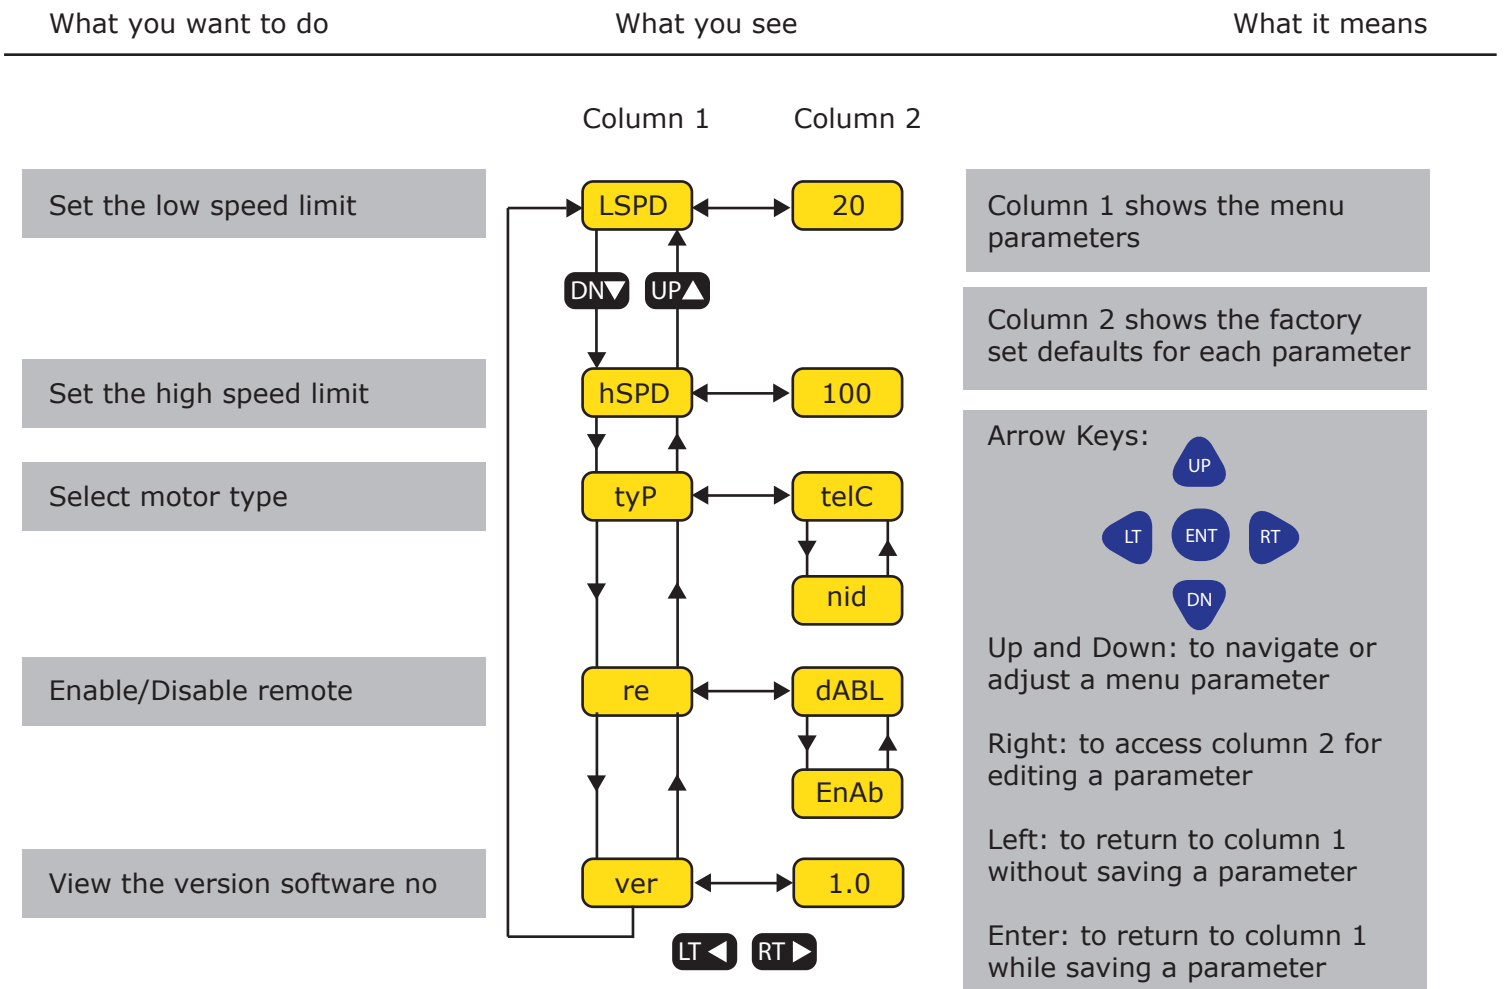 What you want to do
What you see
What it means
Column 1
Column 2
Set the low speed limit
LSPD
20
Column 1 shows the menu
parameters
DN
UP
Column 2 shows the factory
set defaults for each parameter
Set the high speed limit
hSPD
100
Arrow Keys:
UP
LT
ENT
RT
DN
Select motor type
tyP
telC
nid
Up and Down: to navigate or
adjust a menu parameter
Enable/Disable remote
re
dABL
EnAb
Right: to access column 2 for
editing a parameter
Left: to return to column 1
without saving a parameter
View the version software no
ver
1.0
LT
RT
Enter: to return to column 1
while saving a parameter